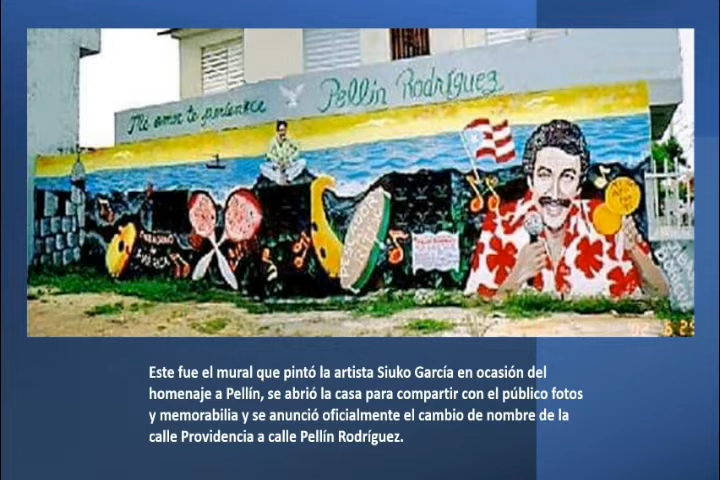 Mi amor te pertenece
Pellín Rodríguez
Este fue el mural que pintó la artista Siuko García en ocasión del
homenaje a Pellín, se abrió la casa para compartir con el público fotos
y memorabilia y se anunció oficialmente el cambio de nombre de la
calle Providencia a calle Pellín Rodríguez.